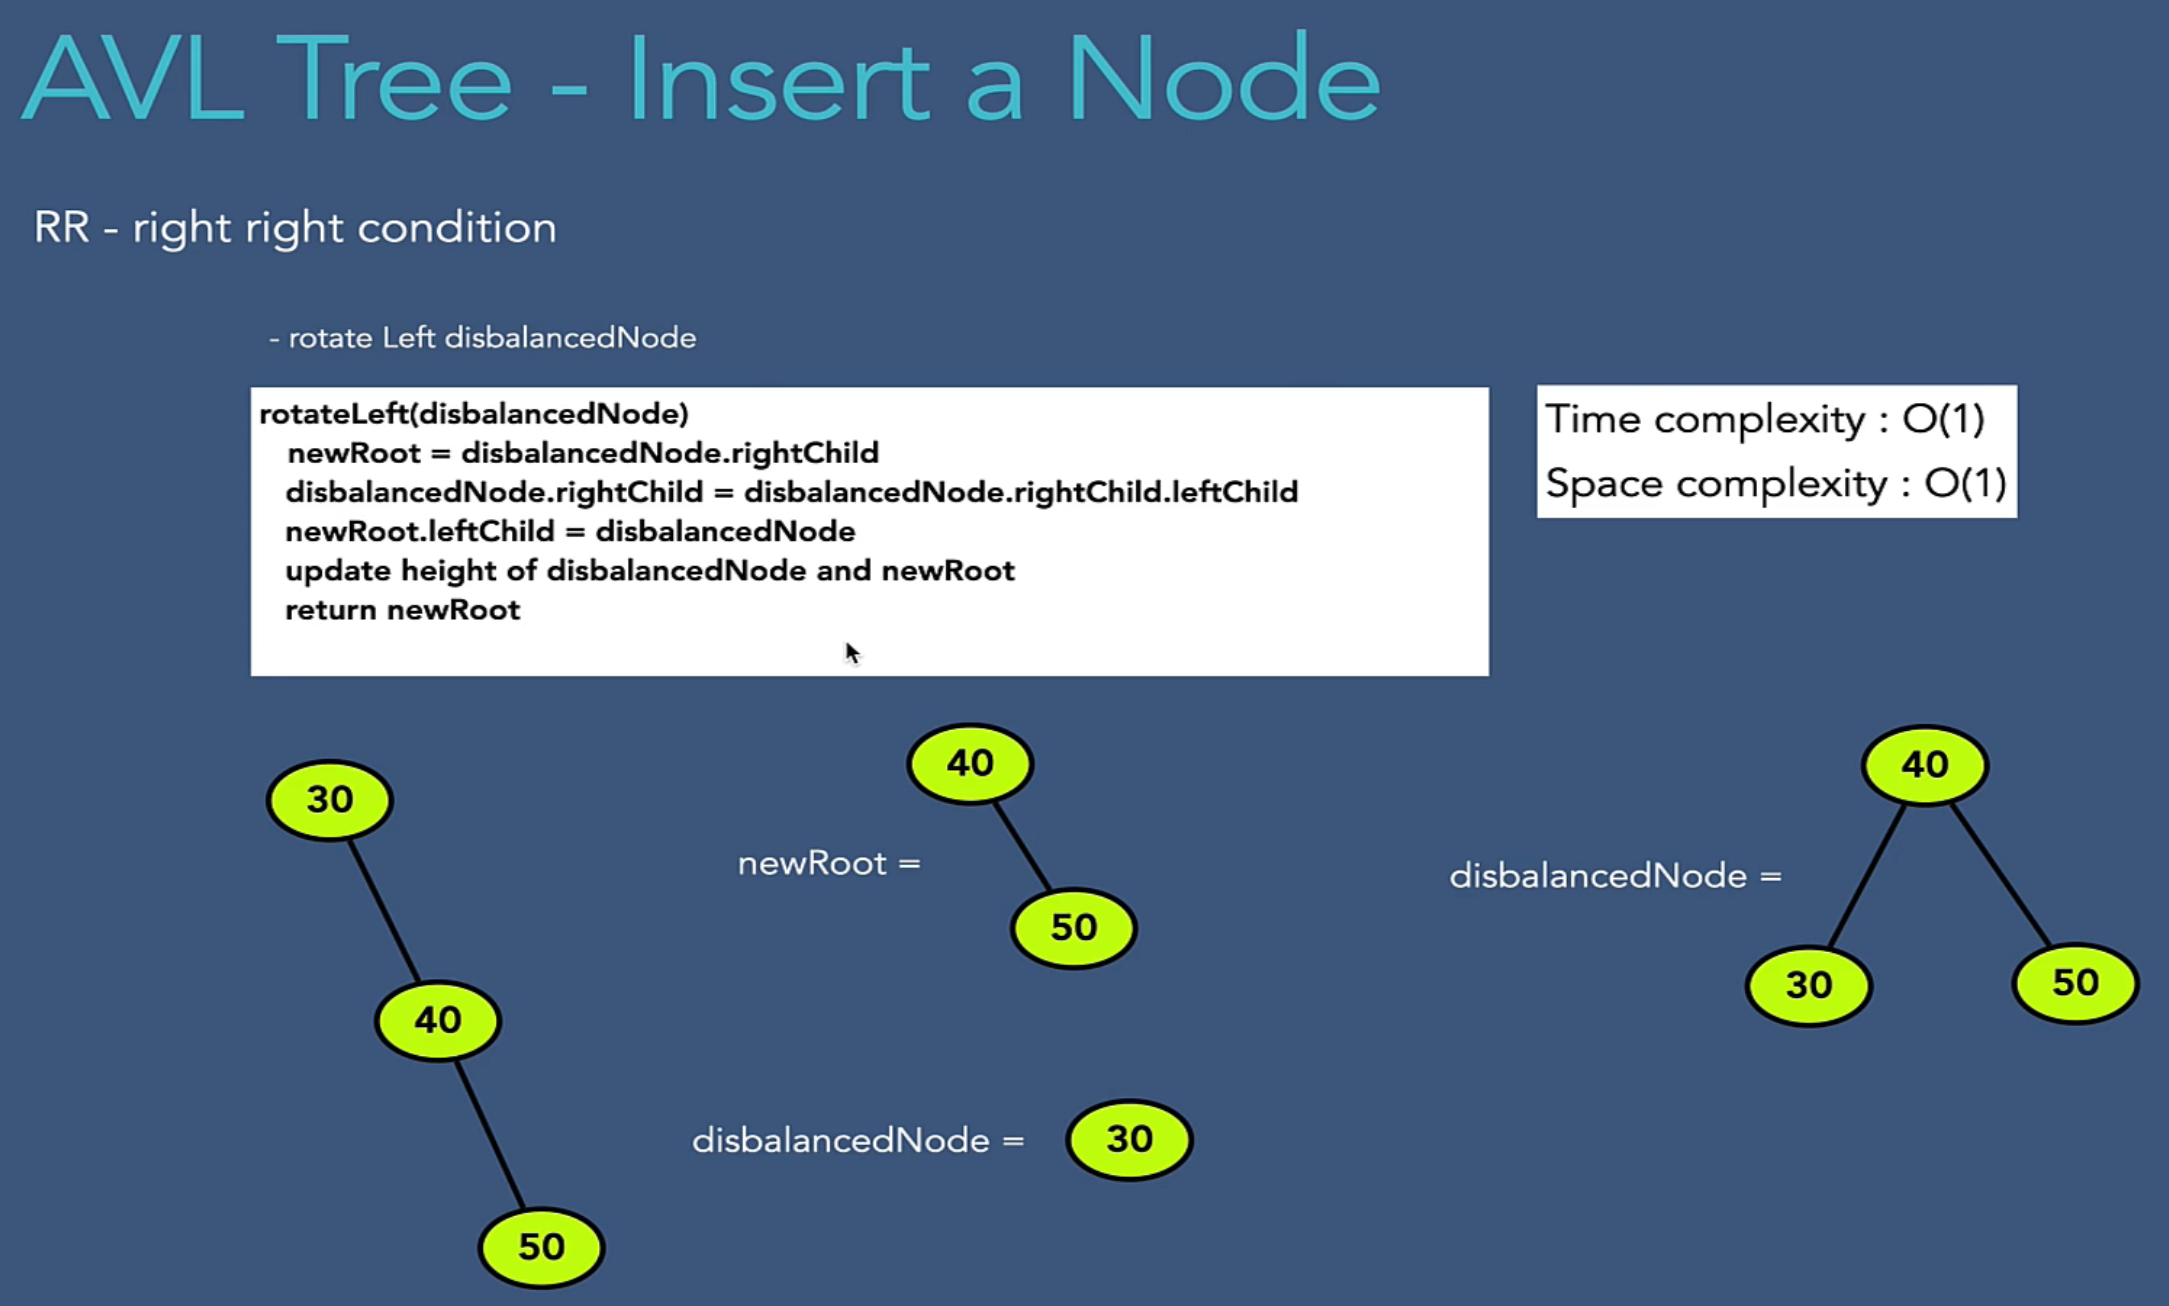 AVL Tree - Insert a Node
RR - right right condition
- rotate Left disbalancedNode
rotateLeft(disbalancedNode)
newRoot = disbalancedNode.rightChild
disbalancedNode.rightChild = disbalancedNode.rightChild.leftChild
newRoot.leftChild = disbalancedNode
update height of disbalancedNode and newRoot
return newRoot
Time complexity : O(1)
Space complexity : O(1)
30
40
50
newRoot =
40
50
disbalancedNode =
30
disbalancedNode =
40
30
50